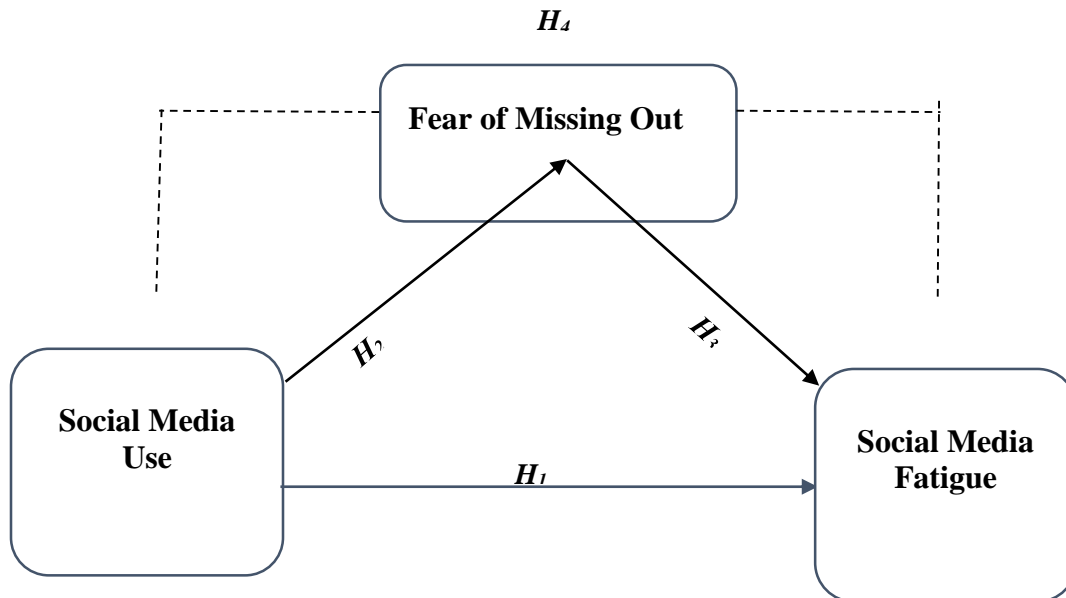 H₄
Fear of Missing Out
H₂
H₃
Social Media
Use
H₁
Social Media
Fatigue